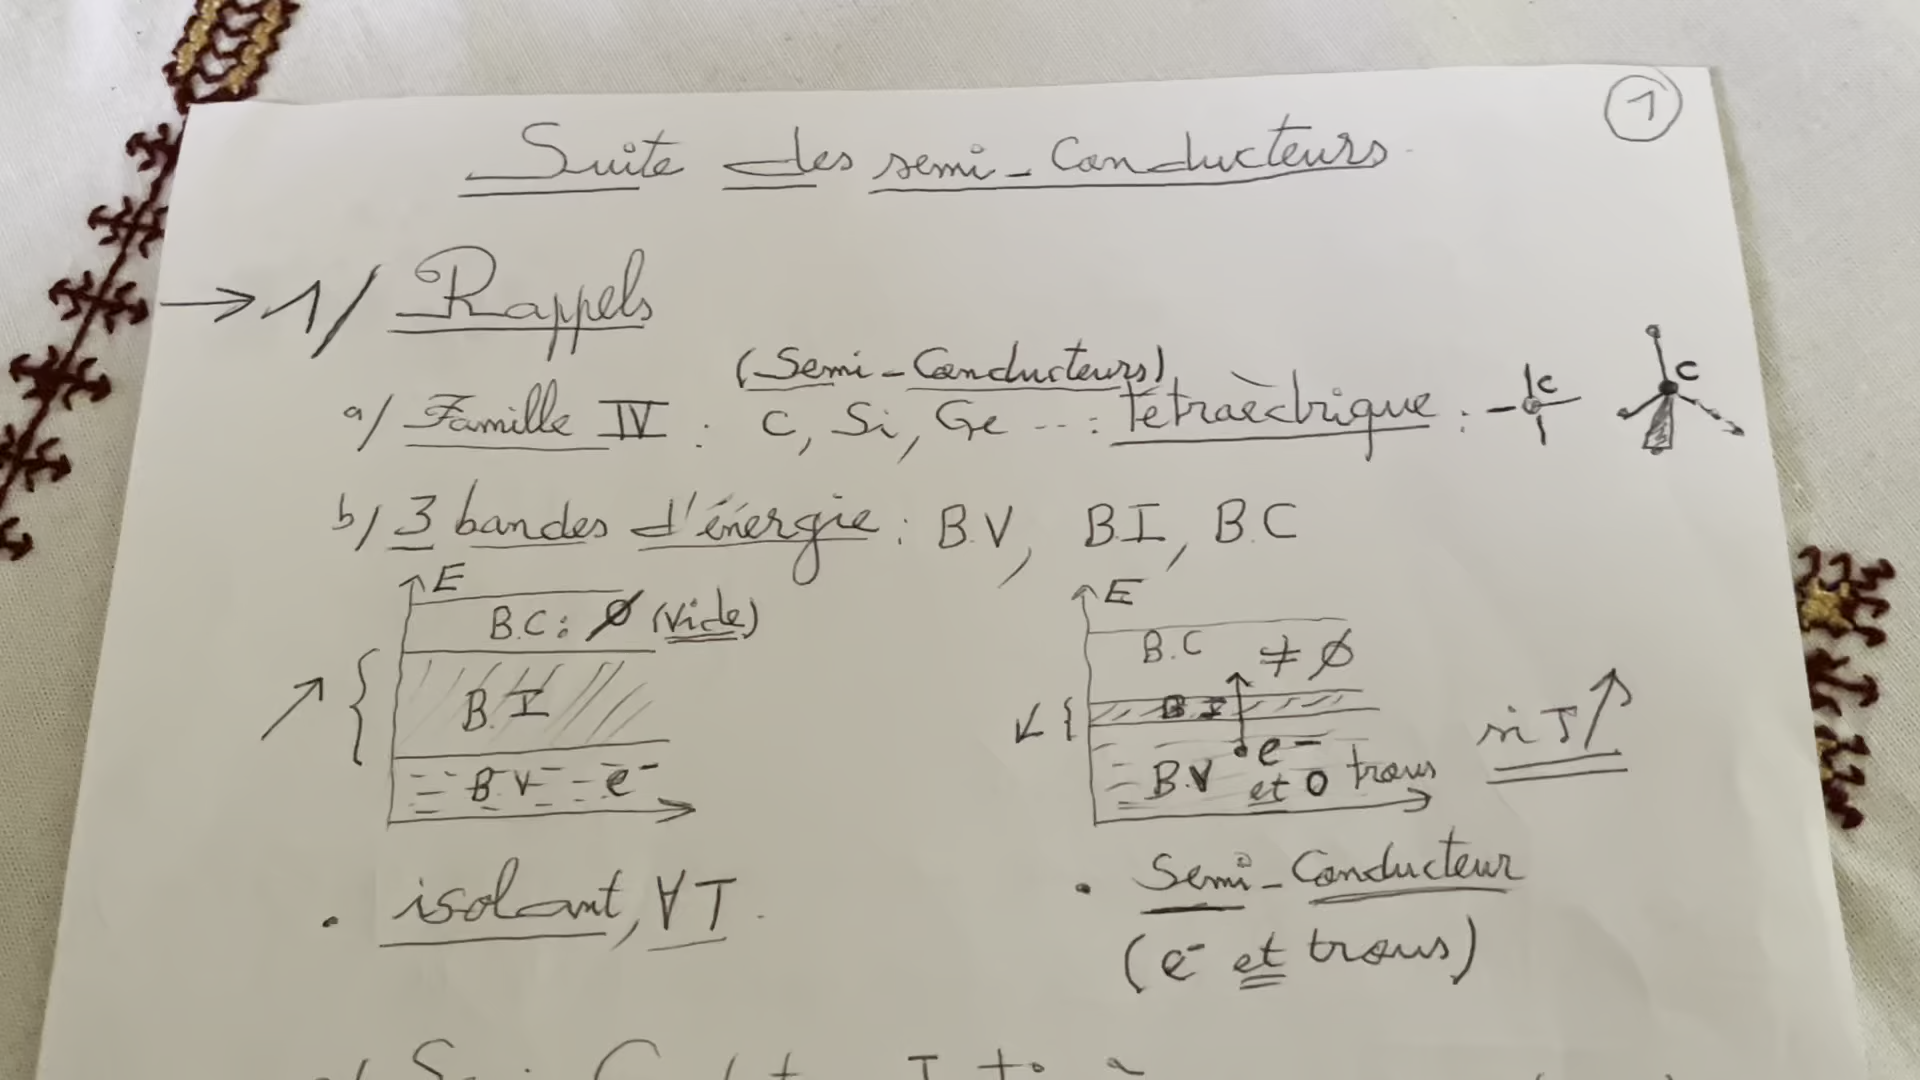 1
Suite des semi-Conducteurs
→ 1/ Rappels
(Semi-Conducteurs)
a/ Famille IV : C, Si, Ge --- : tétraèdrique : C C
b/ 3 bandes d'énergie : B.V, B.I, B.C
E
B.C : ∅ (Vide)
B.I
B.V e⁻
• isolant, ∀T
E
B.C ≠ ∅
B.I
B.V e⁻
et O trous
si T↗
• Semi-Conducteur
(e⁻ et trous)